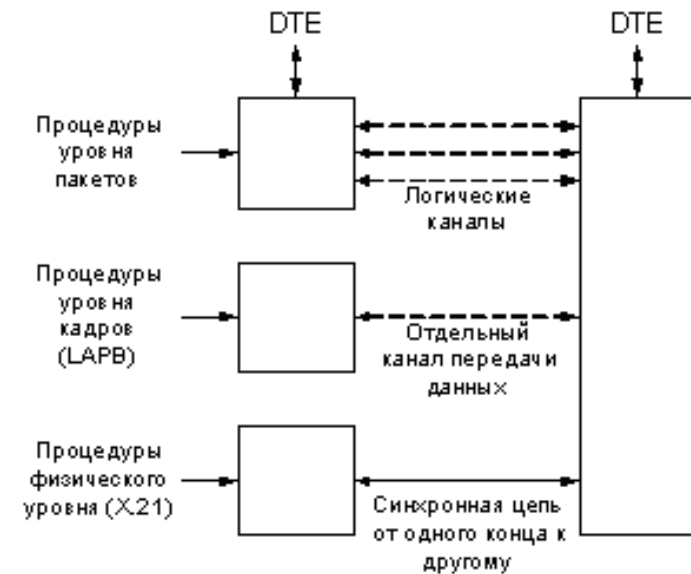 DTE
DTE
Процедуры
уровня
пакетов
Логические
каналы
Процедуры
уровня
кадров
(LAPB)
Отдельный
канал передачи
данных
Процедуры
физического
уровня (X.21)
Синхронная цепь
от одного конца к
другому